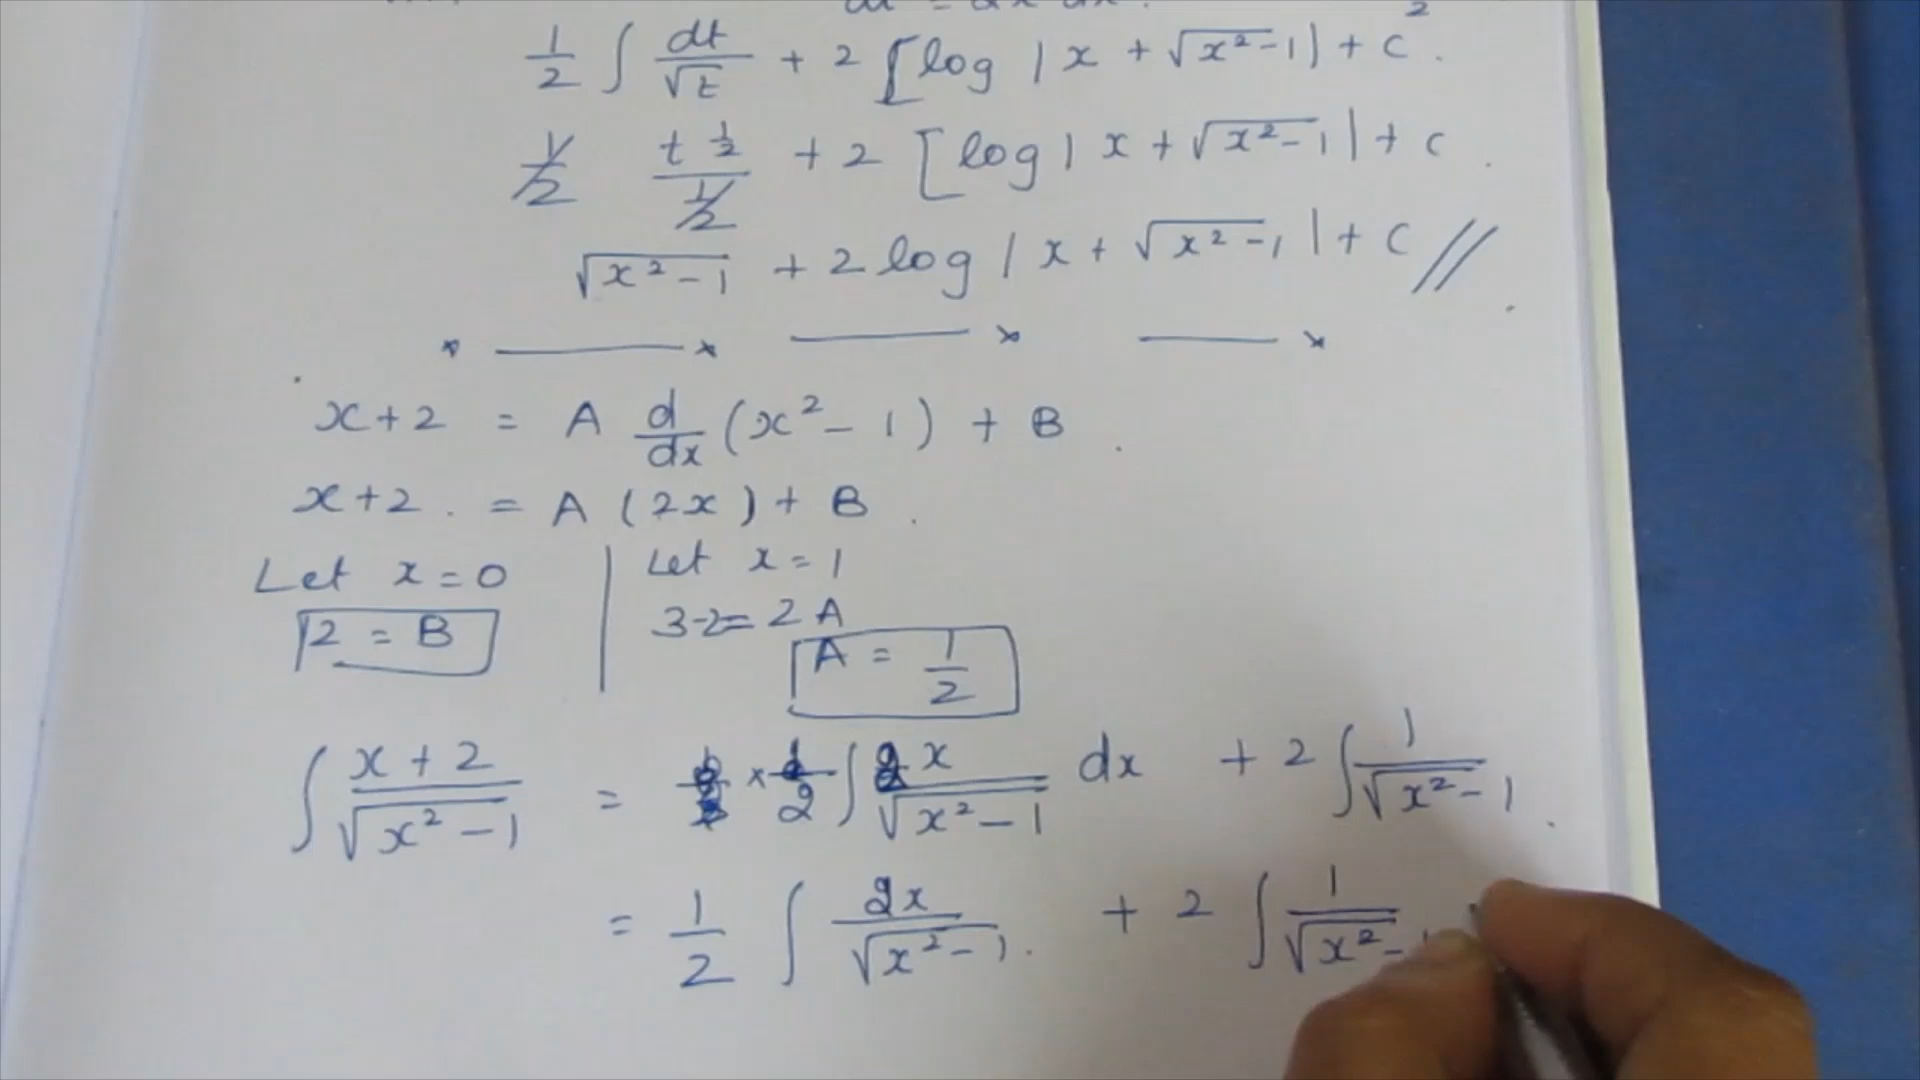 1/2 ∫ dt/√t + 2 [log | x + √x²-1 | + c².
1/2 t^1/2 / 1/2 + 2 [log | x + √x²-1 | + c
√x²-1 + 2 log | x + √x²-1 | + c //
x+2 = A d/dx (x²-1) + B
x+2 = A (2x) + B
Let x = 0
2 = B
Let x = 1
3-2 = 2A
A = 1/2
∫ x+2 / √x²-1 = × 1/2 ∫ 2x / √x²-1 dx + 2 ∫ 1 / √x²-1
= 1/2 ∫ 2x / √x²-1 + 2 ∫ 1 / √x²-